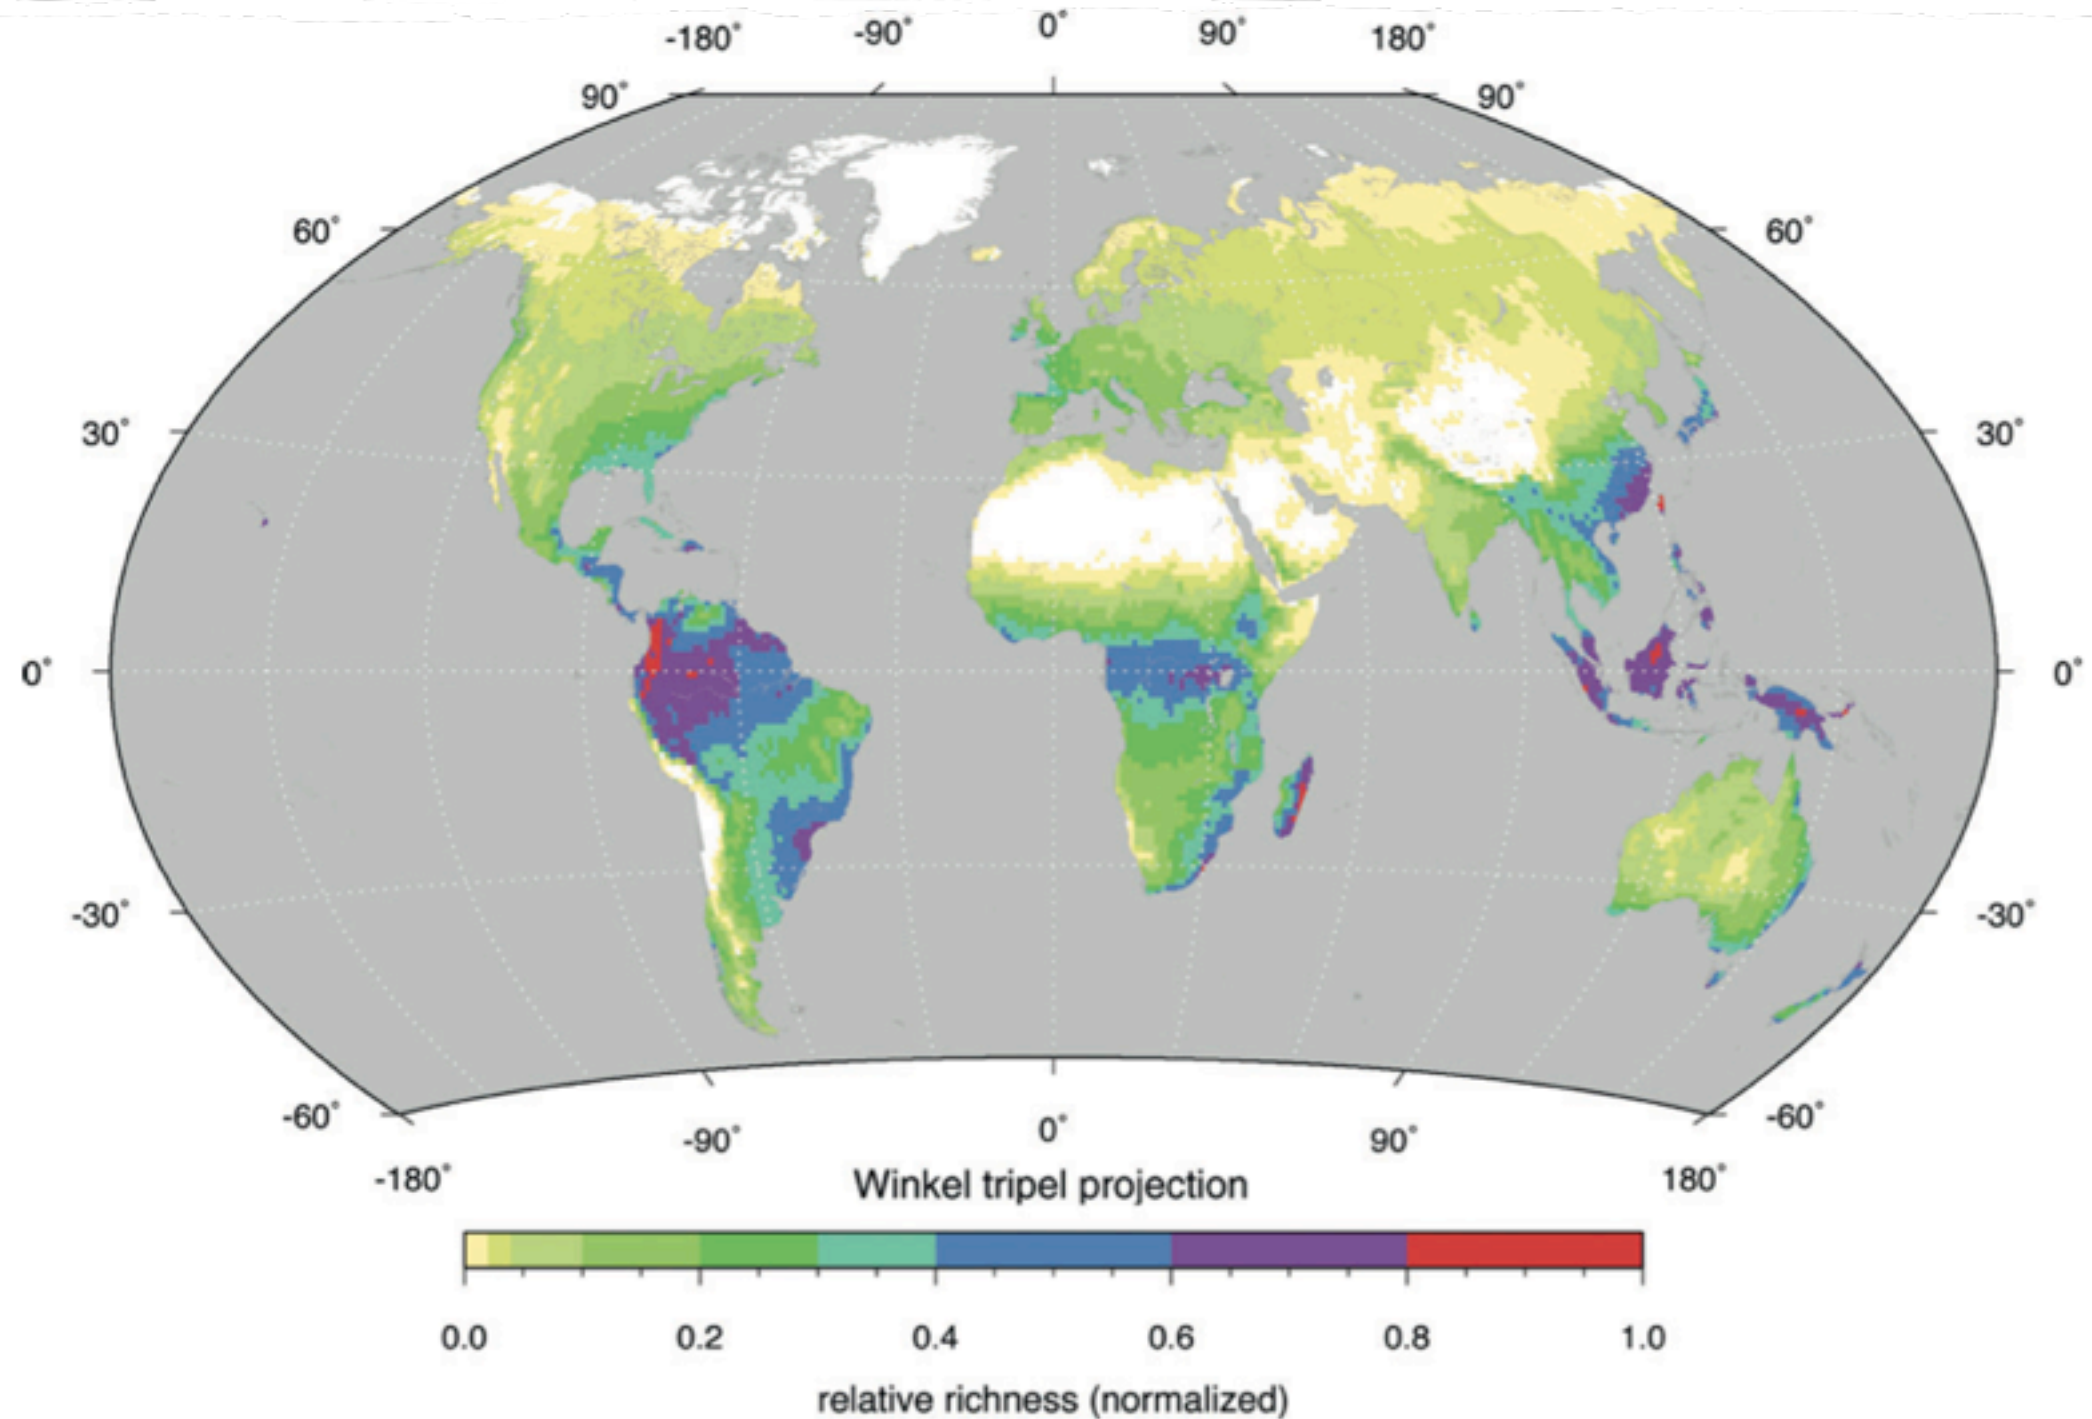 -180° -90° 0° 90° 180°
90° 90°
60° 60°
30° 30°
0° 0°
-30° -30°
-60° -60°
-90° 0° 90°
-180° Winkel tripel projection 180°
0.0 0.2 0.4 0.6 0.8 1.0
relative richness (normalized)